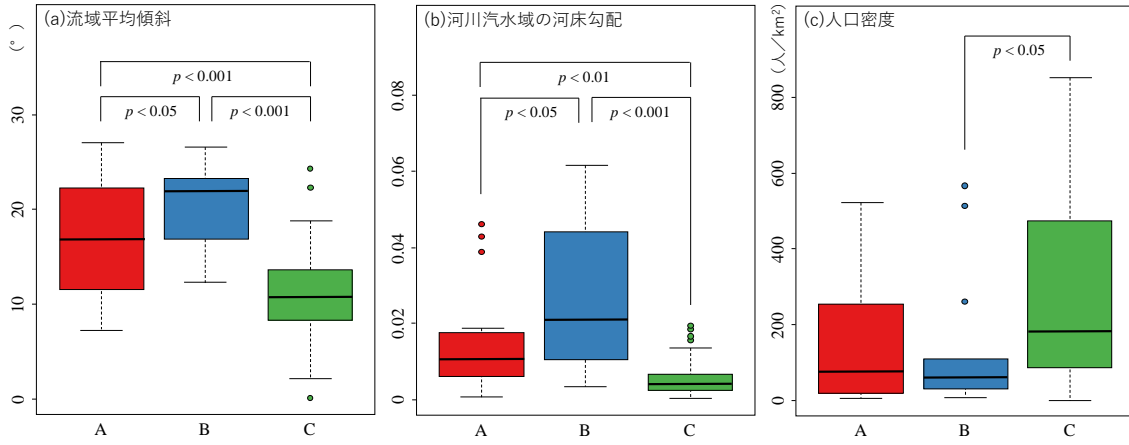 (a)流域平均傾斜
(°)
p < 0.001
p < 0.05
p < 0.001
30
20
10
0
A
B
C
(b)河川汽水域の河床勾配
p < 0.01
p < 0.05
p < 0.001
0.08
0.06
0.04
0.02
0
A
B
C
(c)人口密度
(人/km²)
p < 0.05
800
600
400
200
0
A
B
C